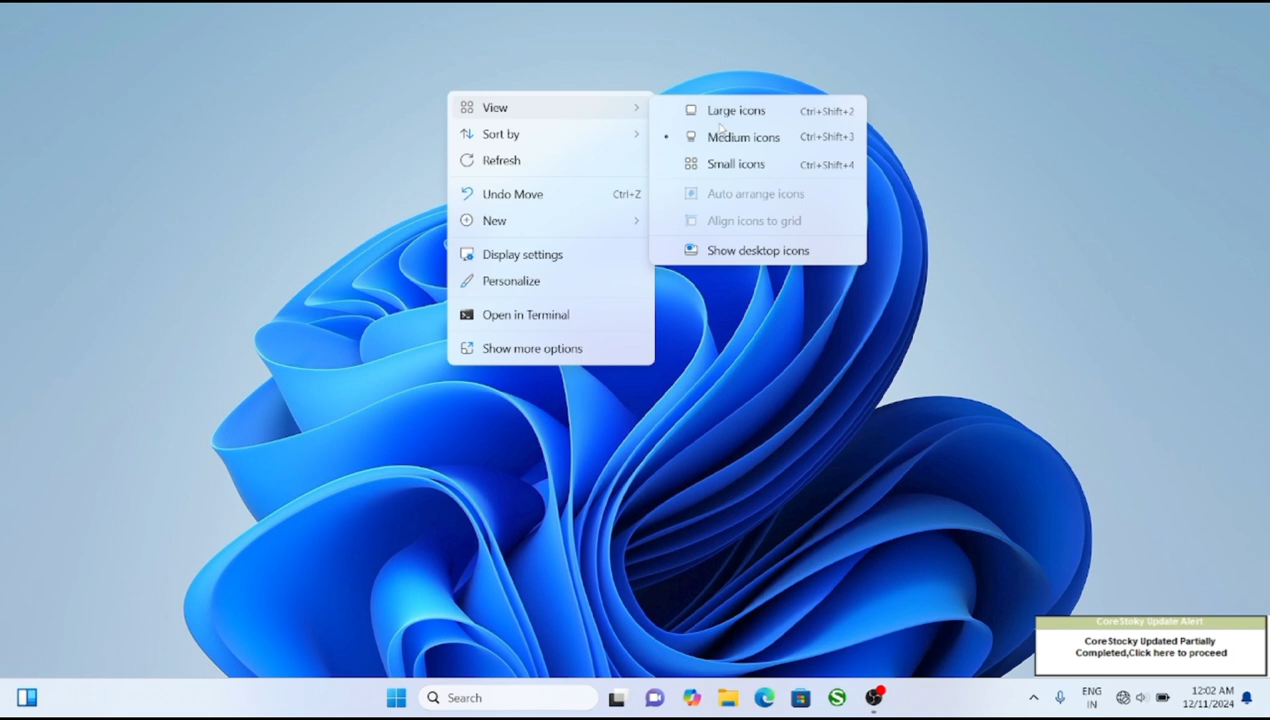 View
Sort by
Refresh
Undo Move Ctrl+Z
New
Display settings
Personalize
Open in Terminal
Show more options
Large icons Ctrl+Shift+2
Medium icons Ctrl+Shift+3
Small icons Ctrl+Shift+4
Auto arrange icons
Align icons to grid
Show desktop icons
CoreStoky Update Alert
CoreStocky Updated Partially
Completed,Click here to proceed
Search
ENG
IN
12:02 AM
12/11/2024